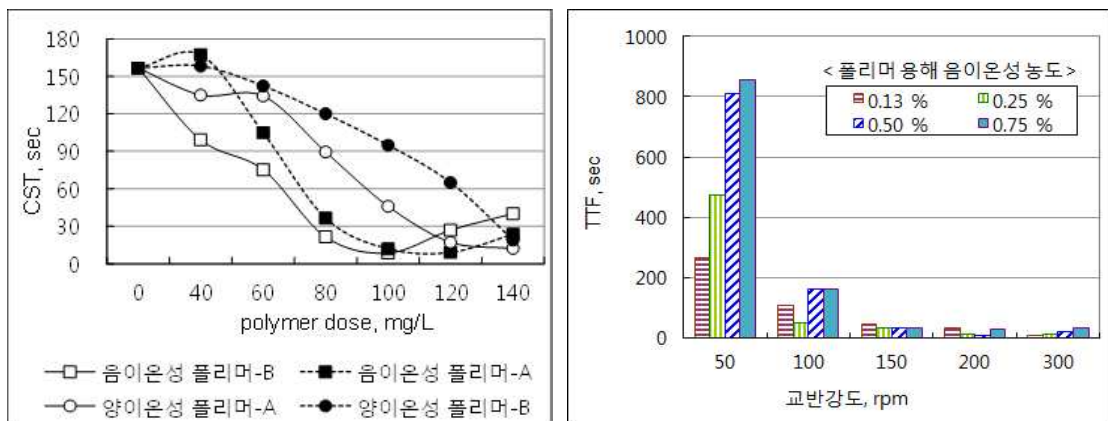 180
150
120
90
60
30
0
CST, sec
0 40 60 80 100 120 140
polymer dose, mg/L
음이온성 폴리머-B 음이온성 폴리머-A
양이온성 폴리머-A 양이온성 폴리머-B
1000
800
600
400
200
0
TTF, sec
< 폴리머 용해 음이온성 농도 >
0.13 % 0.25 %
0.50 % 0.75 %
50 100 150 200 300
교반강도, rpm